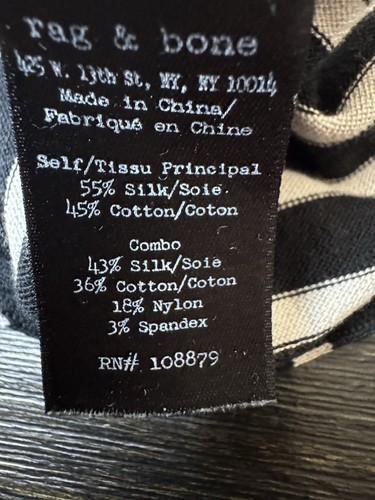 rag & bone
425 W. 13th St, NY, NY 10014
Made in China/
Fabriqué en Chine
Self/Tissu Principal
55% Silk/Soie
45% Cotton/Coton
Combo
43% Silk/Soie
36% Cotton/Coton
18% Nylon
3% Spandex
RN# 108879